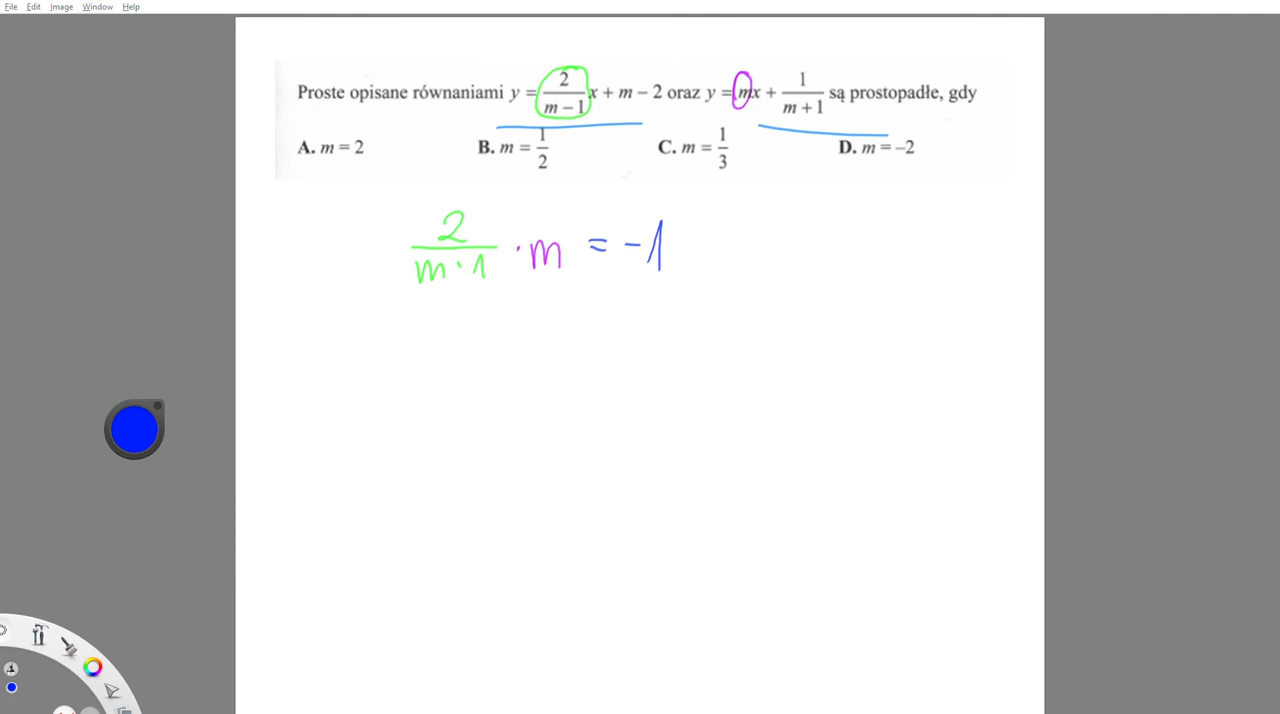 File Edit Image Window Help
Proste opisane równaniami y = 2/(m − 1) x + m − 2 oraz y = mx + 1/(m + 1) są prostopadłe, gdy
A. m = 2 B. m = 1/2 C. m = 1/3 D. m = −2
2/(m · 1) · m = −1